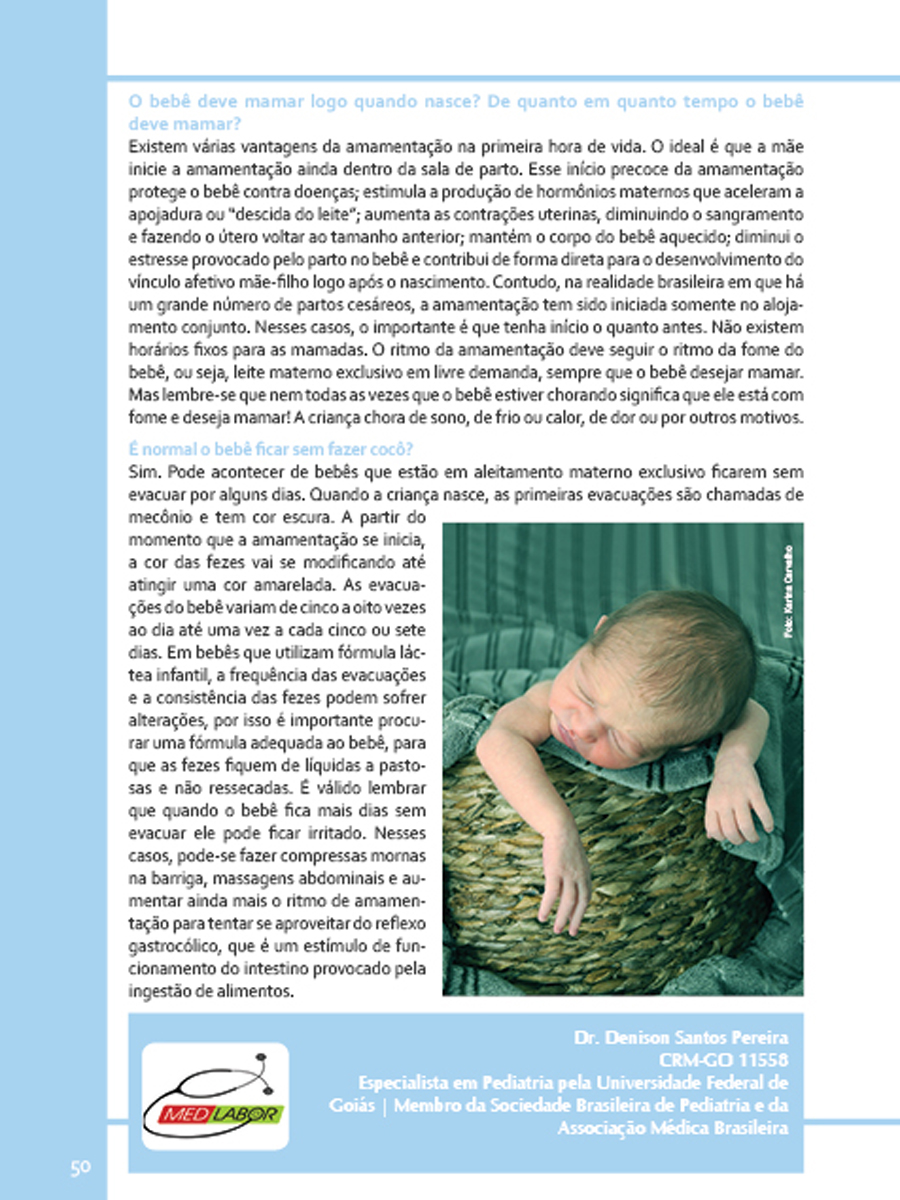 O bebê deve mamar logo quando nasce? De quanto em quanto tempo o bebê
deve mamar?
Existem várias vantagens da amamentação na primeira hora de vida. O ideal é que a mãe
inicie a amamentação ainda dentro da sala de parto. Esse início precoce da amamentação
protege o bebê contra doenças; estimula a produção de hormônios maternos que aceleram a
apojadura ou “descida do leite”; aumenta as contrações uterinas, diminuindo o sangramento
e fazendo o útero voltar ao tamanho anterior; mantém o corpo do bebê aquecido; diminui o
estresse provocado pelo parto no bebê e contribui de forma direta para o desenvolvimento do
vínculo afetivo mãe-filho logo após o nascimento. Contudo, na realidade brasileira em que há
um grande número de partos cesáreos, a amamentação tem sido iniciada somente no aloja-
mento conjunto. Nesses casos, o importante é que tenha início o quanto antes. Não existem
horários fixos para as mamadas. O ritmo da amamentação deve seguir o ritmo da fome do
bebê, ou seja, leite materno exclusivo em livre demanda, sempre que o bebê desejar mamar.
Mas lembre-se que nem todas as vezes que o bebê estiver chorando significa que ele está com
fome e deseja mamar! A criança chora de sono, de frio ou calor, de dor ou por outros motivos.
É normal o bebê ficar sem fazer cocô?
Sim. Pode acontecer de bebês que estão em aleitamento materno exclusivo ficarem sem
evacuar por alguns dias. Quando a criança nasce, as primeiras evacuações são chamadas de
mecônio e tem cor escura. A partir do
momento que a amamentação se inicia,
a cor das fezes vai se modificando até
atingir uma cor amarelada. As evacua-
ções do bebê variam de cinco a oito vezes
ao dia até uma vez a cada cinco ou sete
dias. Em bebês que utilizam fórmula lác-
tea infantil, a frequência das evacuações
e a consistência das fezes podem sofrer
alterações, por isso é importante procu-
rar uma fórmula adequada ao bebê, para
que as fezes fiquem de líquidas a pasto-
sas e não ressecadas. É válido lembrar
que quando o bebê fica mais dias sem
evacuar ele pode ficar irritado. Nesses
casos, pode-se fazer compressas mornas
na barriga, massagens abdominais e au-
mentar ainda mais o ritmo de amamen-
tação para tentar se aproveitar do reflexo
gastrocólico, que é um estímulo de fun-
cionamento do intestino provocado pela
ingestão de alimentos.
Foto: Karina Carvalho
MEDLABOR
Dr. Denison Santos Pereira
CRM-GO 11558
Especialista em Pediatria pela Universidade Federal de
Goiás | Membro da Sociedade Brasileira de Pediatria e da
Associação Médica Brasileira
50